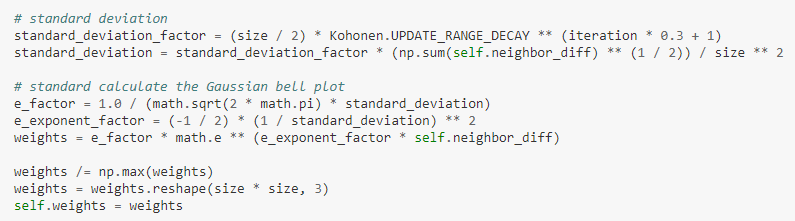 # standard deviation
standard_deviation_factor = (size / 2) * Kohonen.UPDATE_RANGE_DECAY ** (iteration * 0.3 + 1)
standard_deviation = standard_deviation_factor * (np.sum(self.neighbor_diff) ** (1 / 2)) / size ** 2
# standard calculate the Gaussian bell plot
e_factor = 1.0 / (math.sqrt(2 * math.pi) * standard_deviation)
e_exponent_factor = (-1 / 2) * (1 / standard_deviation) ** 2
weights = e_factor * math.e ** (e_exponent_factor * self.neighbor_diff)
weights /= np.max(weights)
weights = weights.reshape(size * size, 3)
self.weights = weights